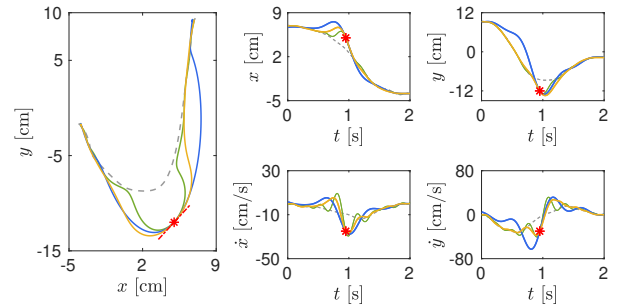 10
-5
-15
y [cm]
-5 2 9
x [cm]
9
2
-5
x [cm]
0 1 2
t [s]
12
0
-12
y [cm]
0 1 2
t [s]
30
-10
-50
ẋ [cm/s]
0 1 2
t [s]
80
0
-80
ẏ [cm/s]
0 1 2
t [s]